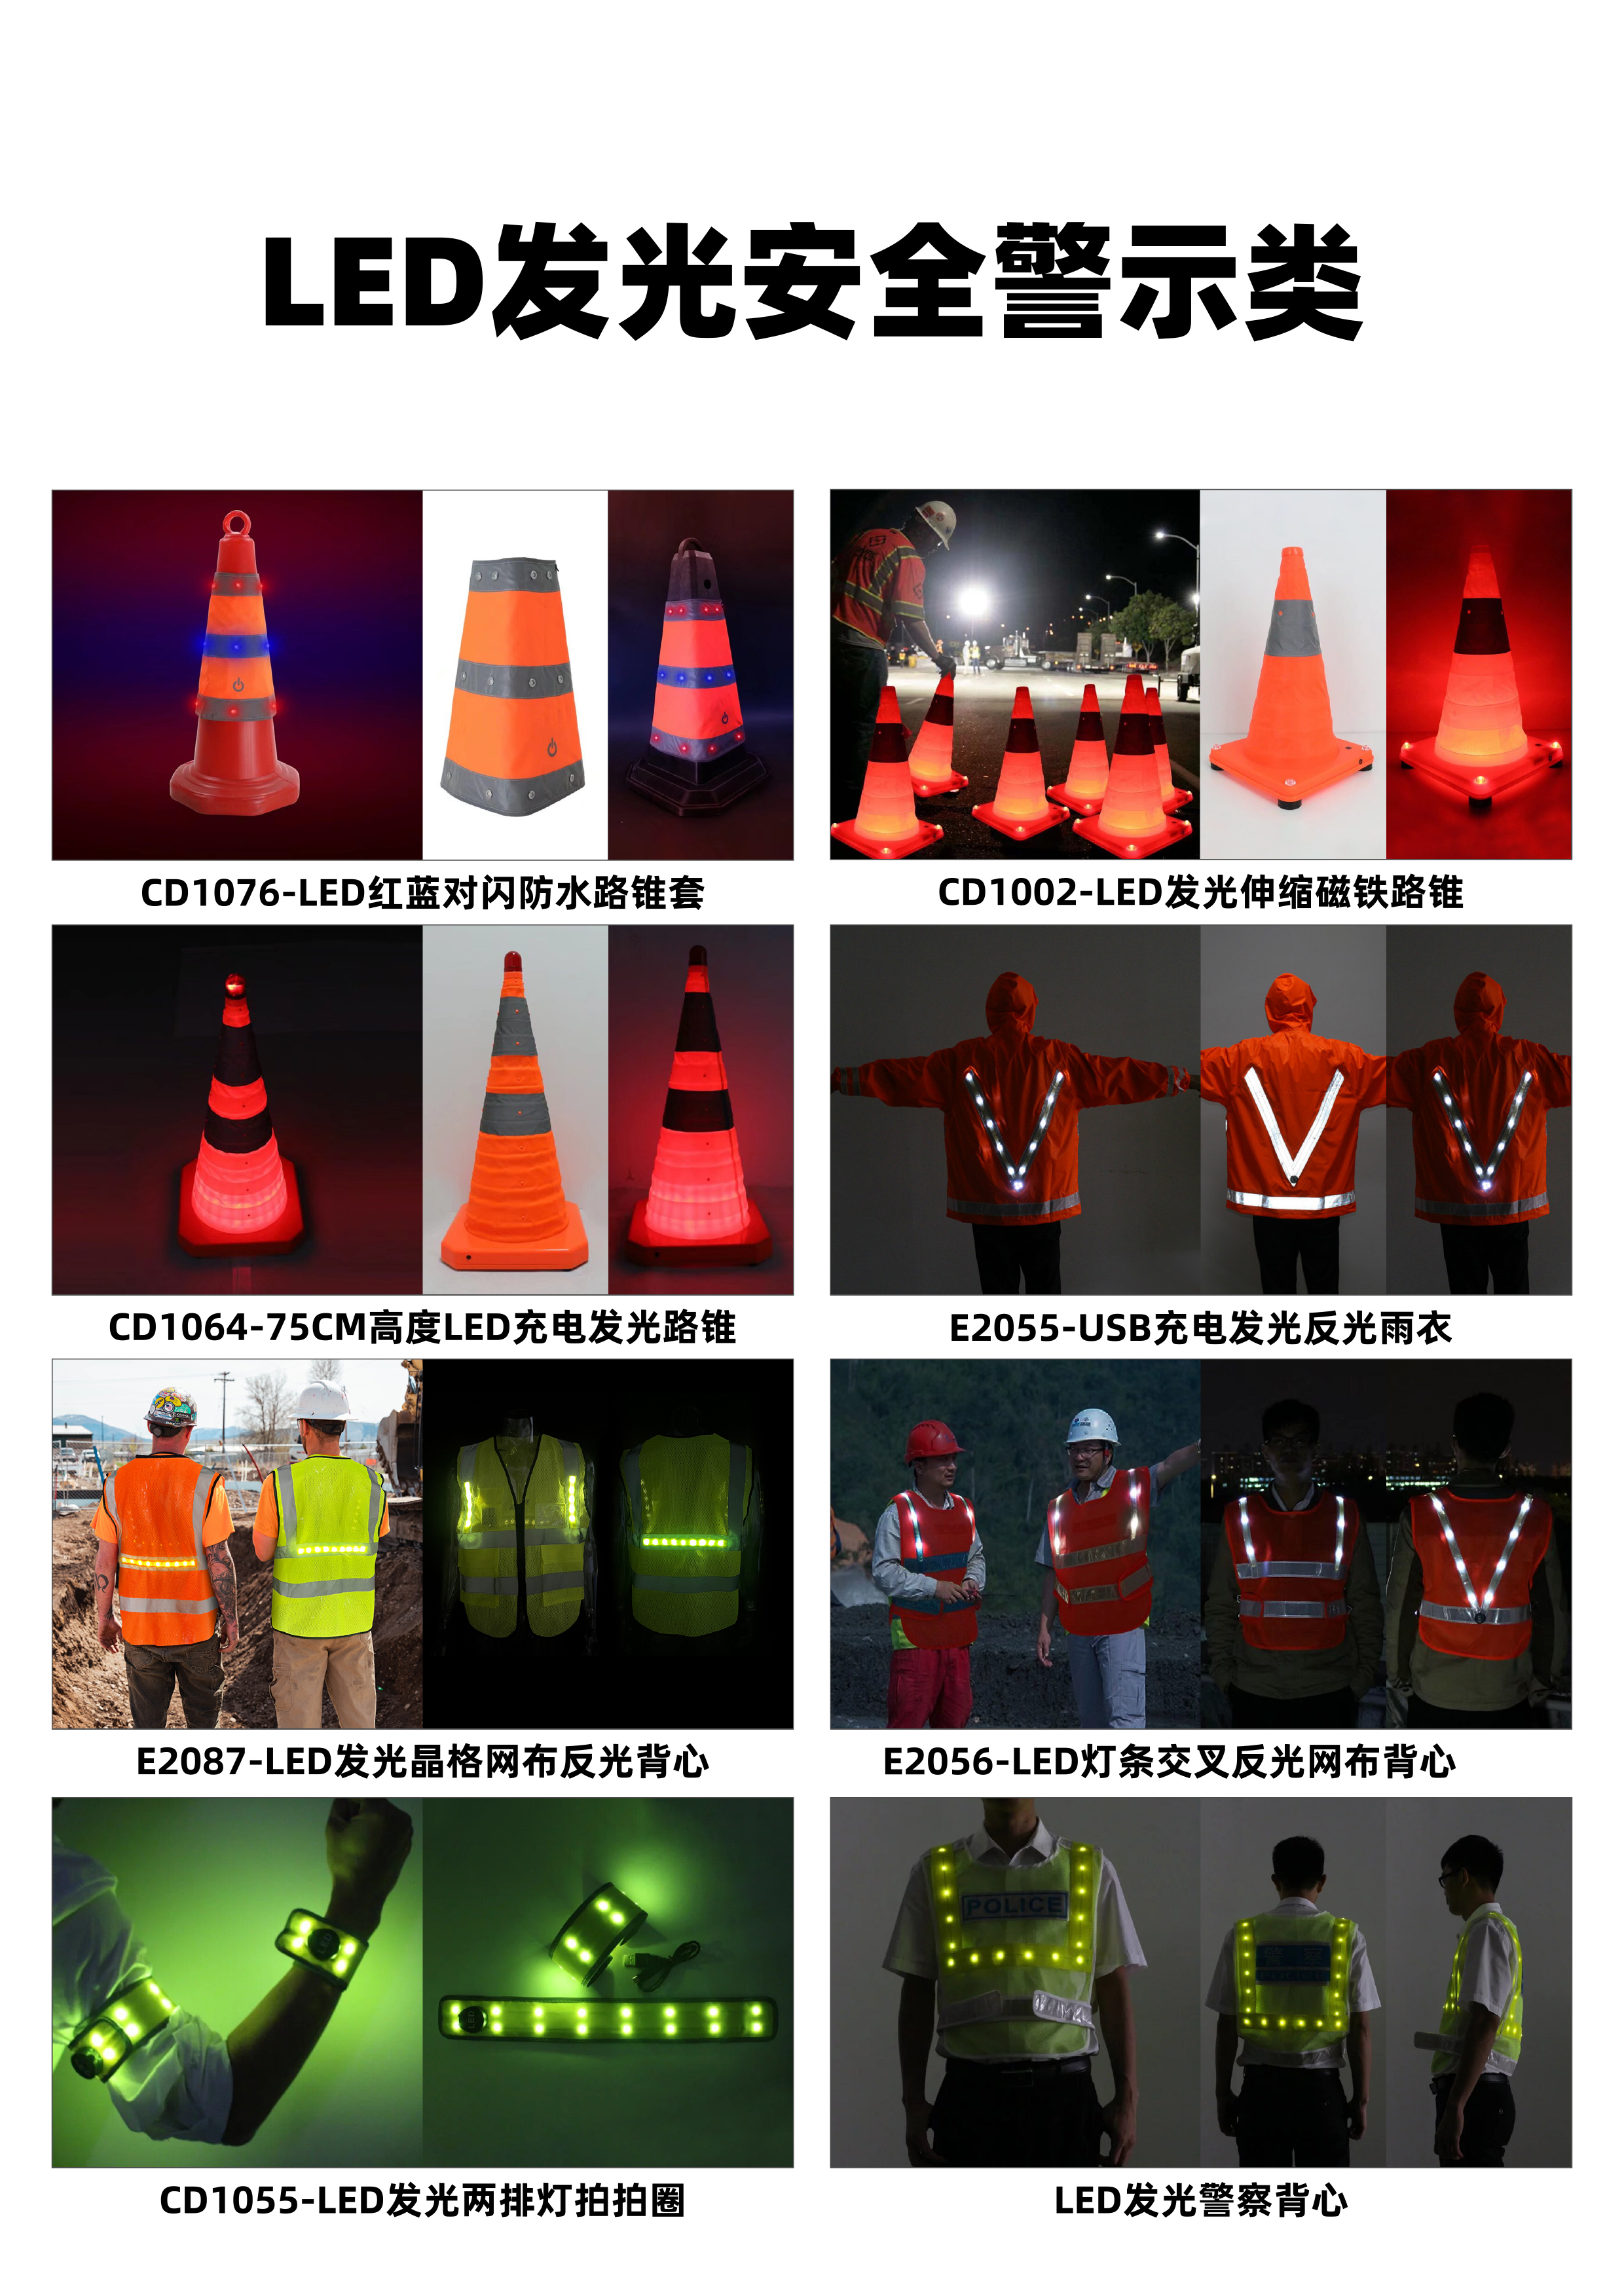 LED发光安全警示类
CD1076-LED红蓝对闪防水路锥套
CD1002-LED发光伸缩磁铁路锥
CD1064-75CM高度LED充电发光路锥
E2055-USB充电发光反光雨衣
E2087-LED发光晶格网布反光背心
E2056-LED灯条交叉反光网布背心
LED
LED
POLICE
警 察
POLICE
CD1055-LED发光两排灯拍拍圈
LED发光警察背心